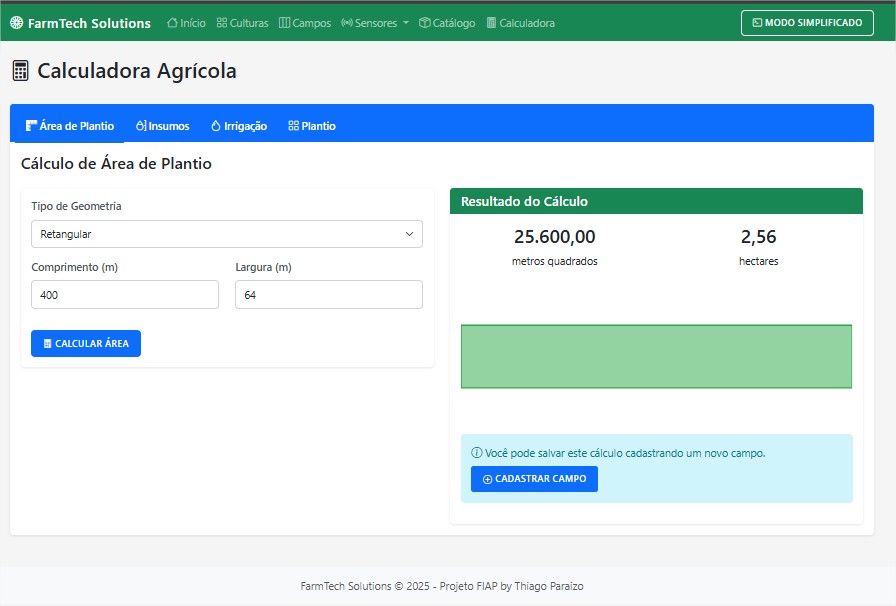 FarmTech Solutions Início Culturas Campos Sensores Catálogo Calculadora MODO SIMPLIFICADO
Calculadora Agrícola
Área de Plantio Insumos Irrigação Plantio
Cálculo de Área de Plantio
Tipo de Geometria
Retangular
Comprimento (m) Largura (m)
400 64
CALCULAR ÁREA
Resultado do Cálculo
25.600,00 2,56
metros quadrados hectares
Você pode salvar este cálculo cadastrando um novo campo.
CADASTRAR CAMPO
FarmTech Solutions © 2025 - Projeto FIAP by Thiago Paraizo